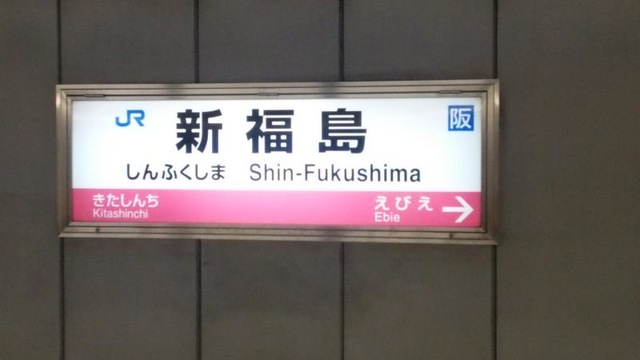 JR 新福島 阪
しんふくしま Shin-Fukushima
きたしんち えびえ
Kitashinchi Ebie